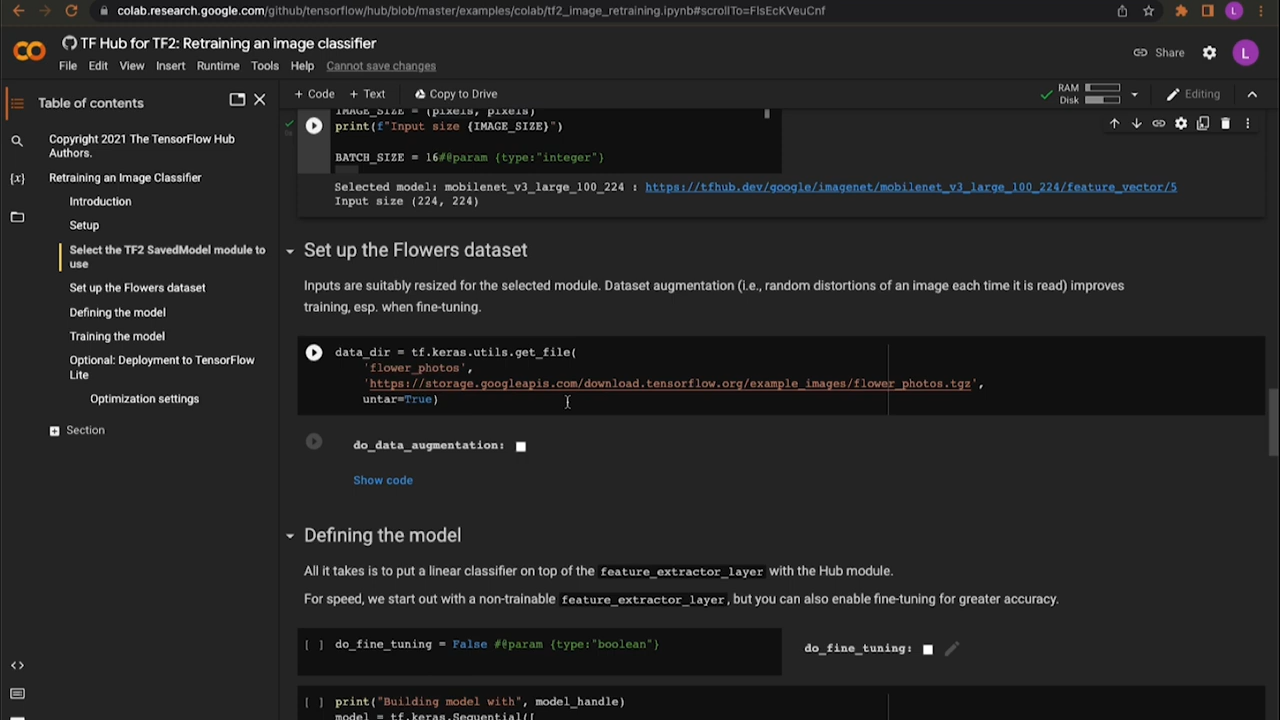 colab.research.google.com/github/tensorflow/hub/blob/master/examples/colab/tf2_image_retraining.ipynb#scrollTo=FlsEcKVeuCnf
L
TF Hub for TF2: Retraining an image classifier
Share
L
File Edit View Insert Runtime Tools Help Cannot save changes
Table of contents
+ Code + Text Copy to Drive
RAM
Disk
Editing
Copyright 2021 The TensorFlow Hub
Authors.
Retraining an Image Classifier
Introduction
Setup
Select the TF2 SavedModel module to
use
Set up the Flowers dataset
Defining the model
Training the model
Optional: Deployment to TensorFlow
Lite
Optimization settings
Section
IMAGE_SIZE = (pixels, pixels)
print(f"Input size {IMAGE_SIZE}")
BATCH_SIZE = 16#@param {type:"integer"}
Selected model: mobilenet_v3_large_100_224 : https://tfhub.dev/google/imagenet/mobilenet_v3_large_100_224/feature_vector/5
Input size (224, 224)
Set up the Flowers dataset
Inputs are suitably resized for the selected module. Dataset augmentation (i.e., random distortions of an image each time it is read) improves
training, esp. when fine-tuning.
data_dir = tf.keras.utils.get_file(
'flower_photos',
'https://storage.googleapis.com/download.tensorflow.org/example_images/flower_photos.tgz',
untar=True)
do_data_augmentation:
Show code
Defining the model
All it takes is to put a linear classifier on top of the feature_extractor_layer with the Hub module.
For speed, we start out with a non-trainable feature_extractor_layer, but you can also enable fine-tuning for greater accuracy.
[ ] do_fine_tuning = False #@param {type:"boolean"}
do_fine_tuning:
[ ] print("Building model with", model_handle)
model = tf.keras.Sequential([